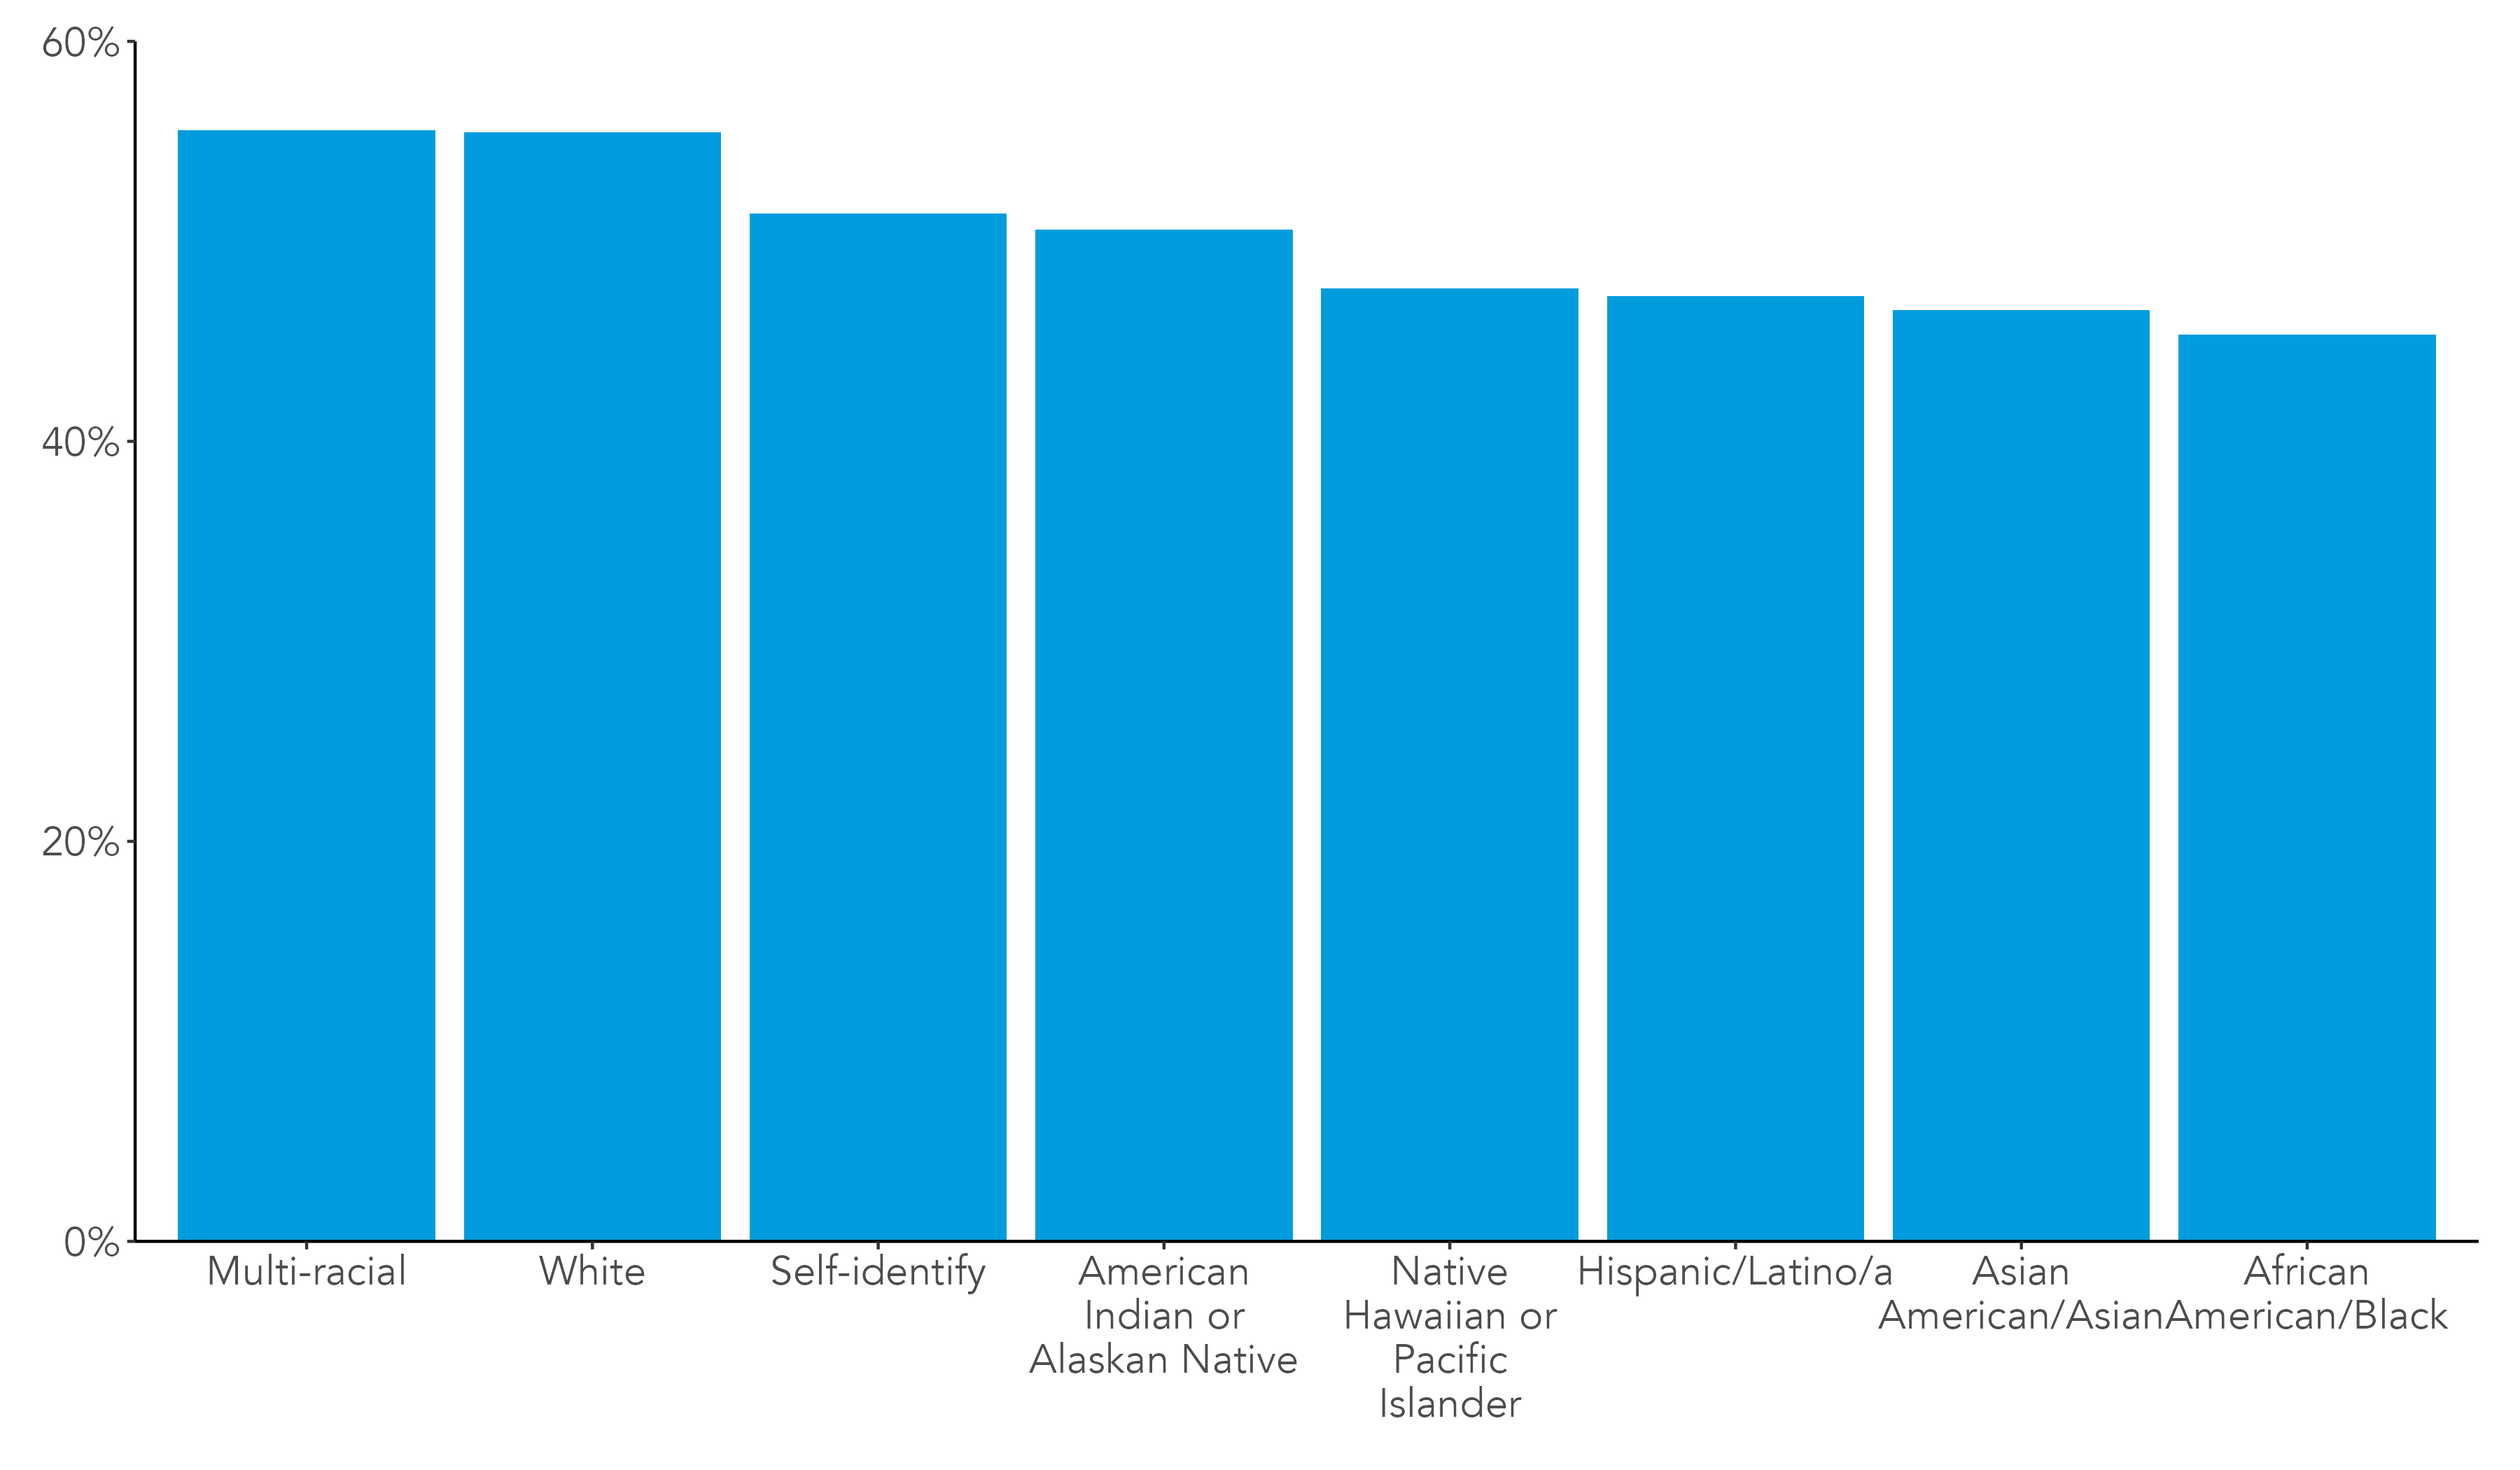 60%
40%
20%
0%
Multi-racial
White
Self-identify
American
Indian or
Alaskan Native
Native
Hawaiian or
Pacific
Islander
Hispanic/Latino/a
Asian
American/Asian
African
American/Black